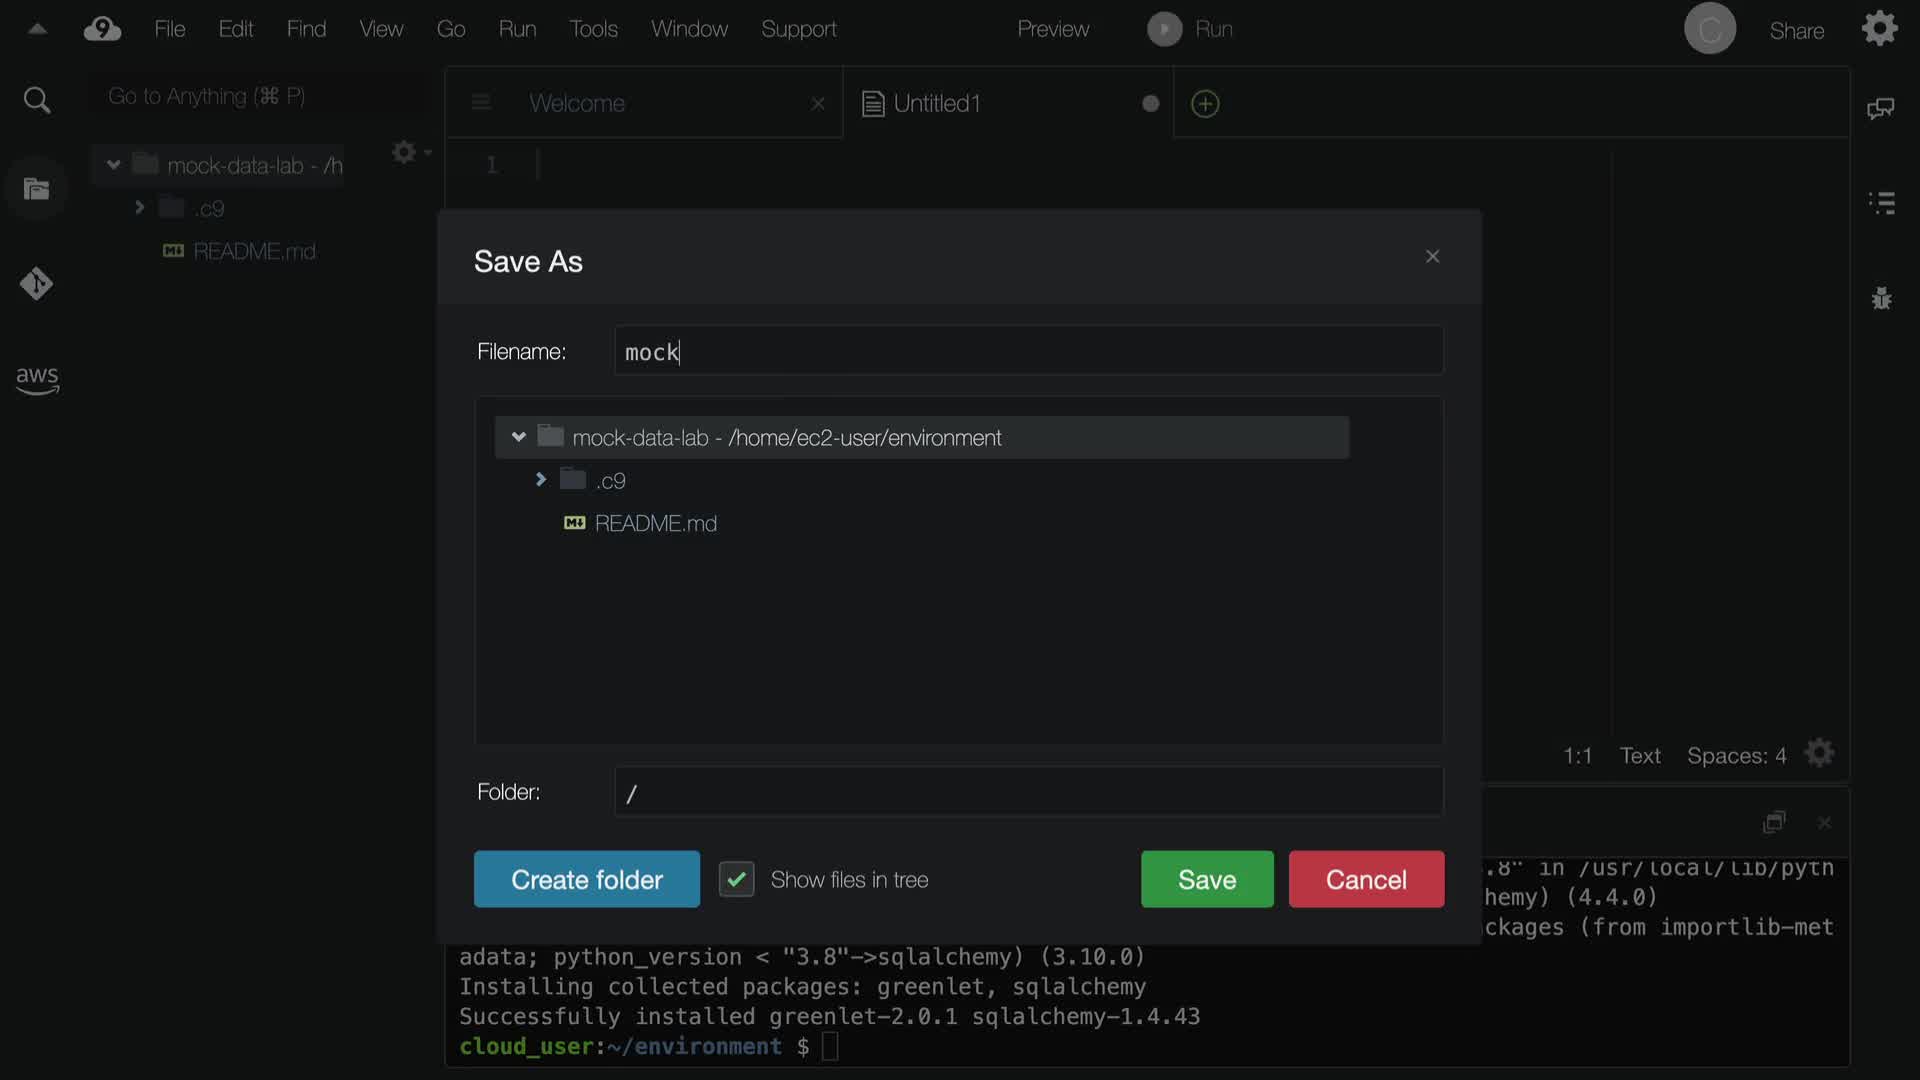 File Edit Find View Go Run Tools Window Support Preview Run C Share
Go to Anything (⌘ P)
Welcome
Untitled1
mock-data-lab - /h
1
.c9
README.md
aws
Save As
Filename:
mock
mock-data-lab - /home/ec2-user/environment
.c9
README.md
Folder:
/
Create folder
Show files in tree
Save
Cancel
1:1 Text Spaces: 4
.8" in /usr/local/lib/pyth
hemy) (4.4.0)
ckages (from importlib-met
adata; python_version < "3.8"->sqlalchemy) (3.10.0)
Installing collected packages: greenlet, sqlalchemy
Successfully installed greenlet-2.0.1 sqlalchemy-1.4.43
cloud_user:~/environment $